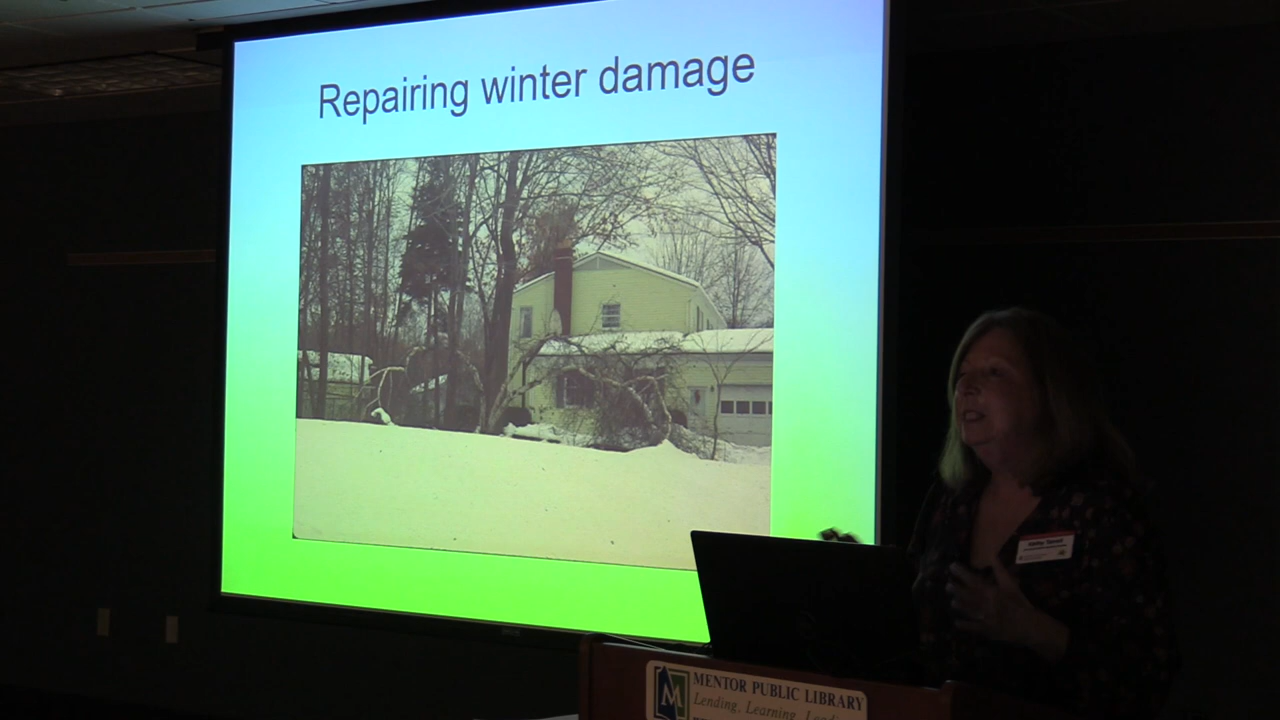 Repairing winter damage
M
MENTOR PUBLIC LIBRARY
Lending, Learning,